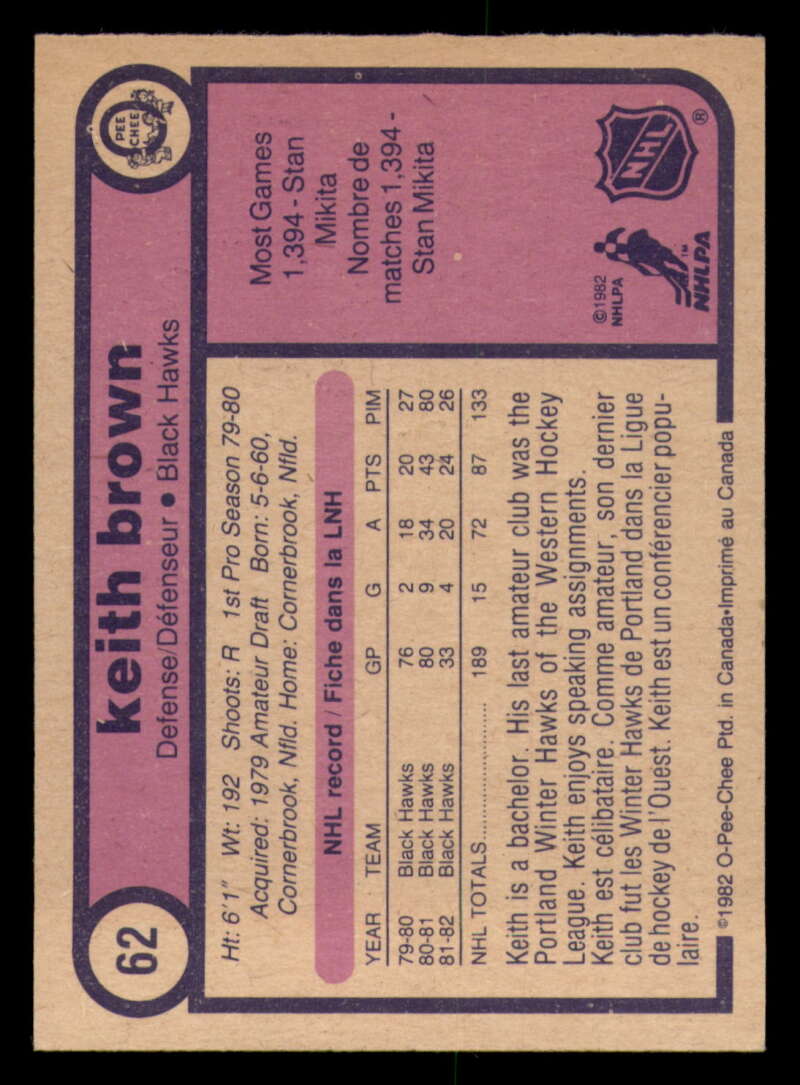 62
keith brown
Defense/Défenseur • Black Hawks
O
PEE
CHEE
Ht: 6'1" Wt: 192 Shoots: R 1st Pro Season 79-80
Acquired: 1979 Amateur Draft Born: 5-6-60,
Cornerbrook, Nfld. Home: Cornerbrook, Nfld.
NHL record / Fiche dans la LNH
YEAR TEAM GP G A PTS PIM
79-80 Black Hawks 76 2 18 20 27
80-81 Black Hawks 80 9 34 43 80
81-82 Black Hawks 33 4 20 24 26
NHL TOTALS.................... 189 15 72 87 133
Keith is a bachelor. His last amateur club was the
Portland Winter Hawks of the Western Hockey
League. Keith enjoys speaking assignments.
Keith est célibataire. Comme amateur, son dernier
club fut les Winter Hawks de Portland dans la Ligue
de hockey de l'Ouest. Keith est un conférencier popu-
laire.
Most Games
1,394 - Stan
Mikita
Nombre de
matches 1,394 -
Stan Mikita
©1982
NHLPA
TM
NHLPA
NHL
®
©1982 O-Pee-Chee Ptd. in Canada•Imprimé au Canada